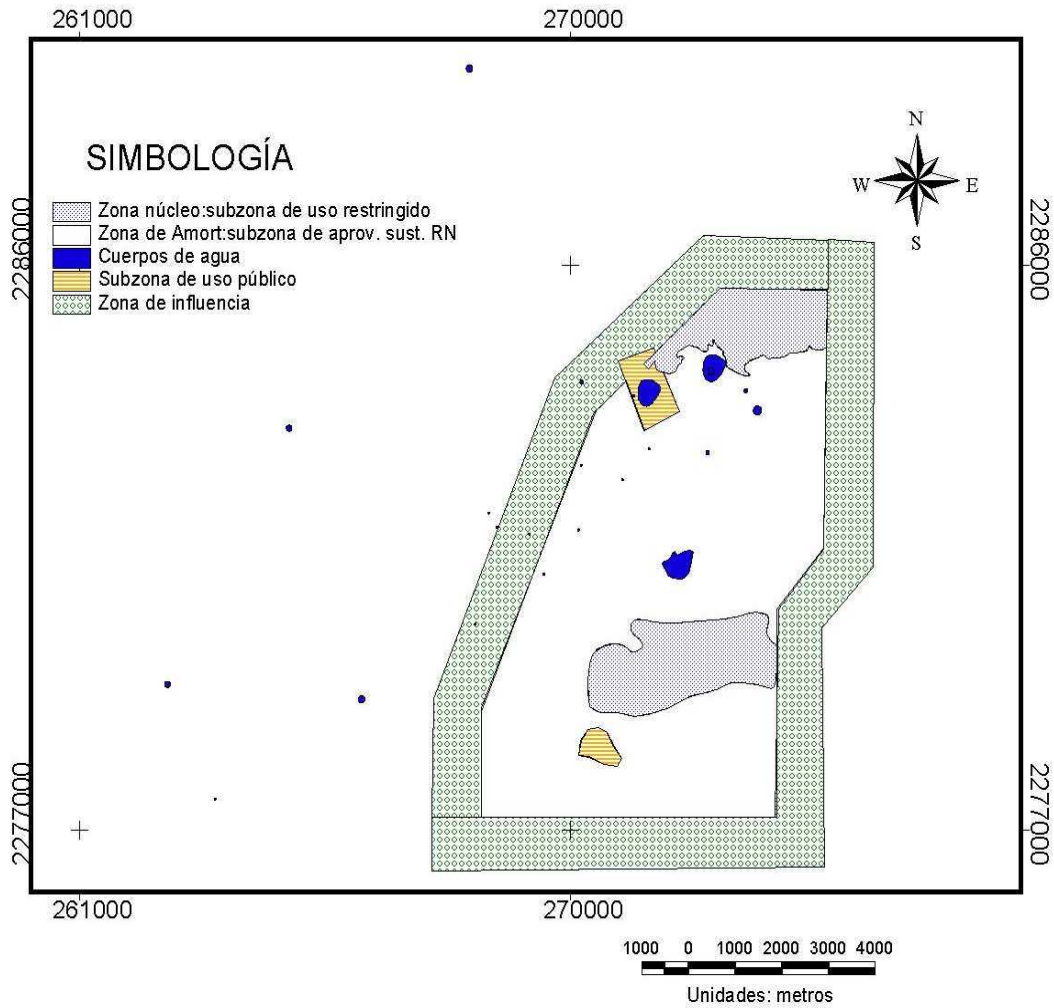 261000 270000
N
W E
S
SIMBOLOGÍA
Zona núcleo:subzona de uso restringido
Zona de Amort:subzona de aprov. sust. RN
Cuerpos de agua
Subzona de uso público
Zona de influencia
2286000
2286000
2277000
2277000
261000 270000
1000 0 1000 2000 3000 4000
Unidades: metros